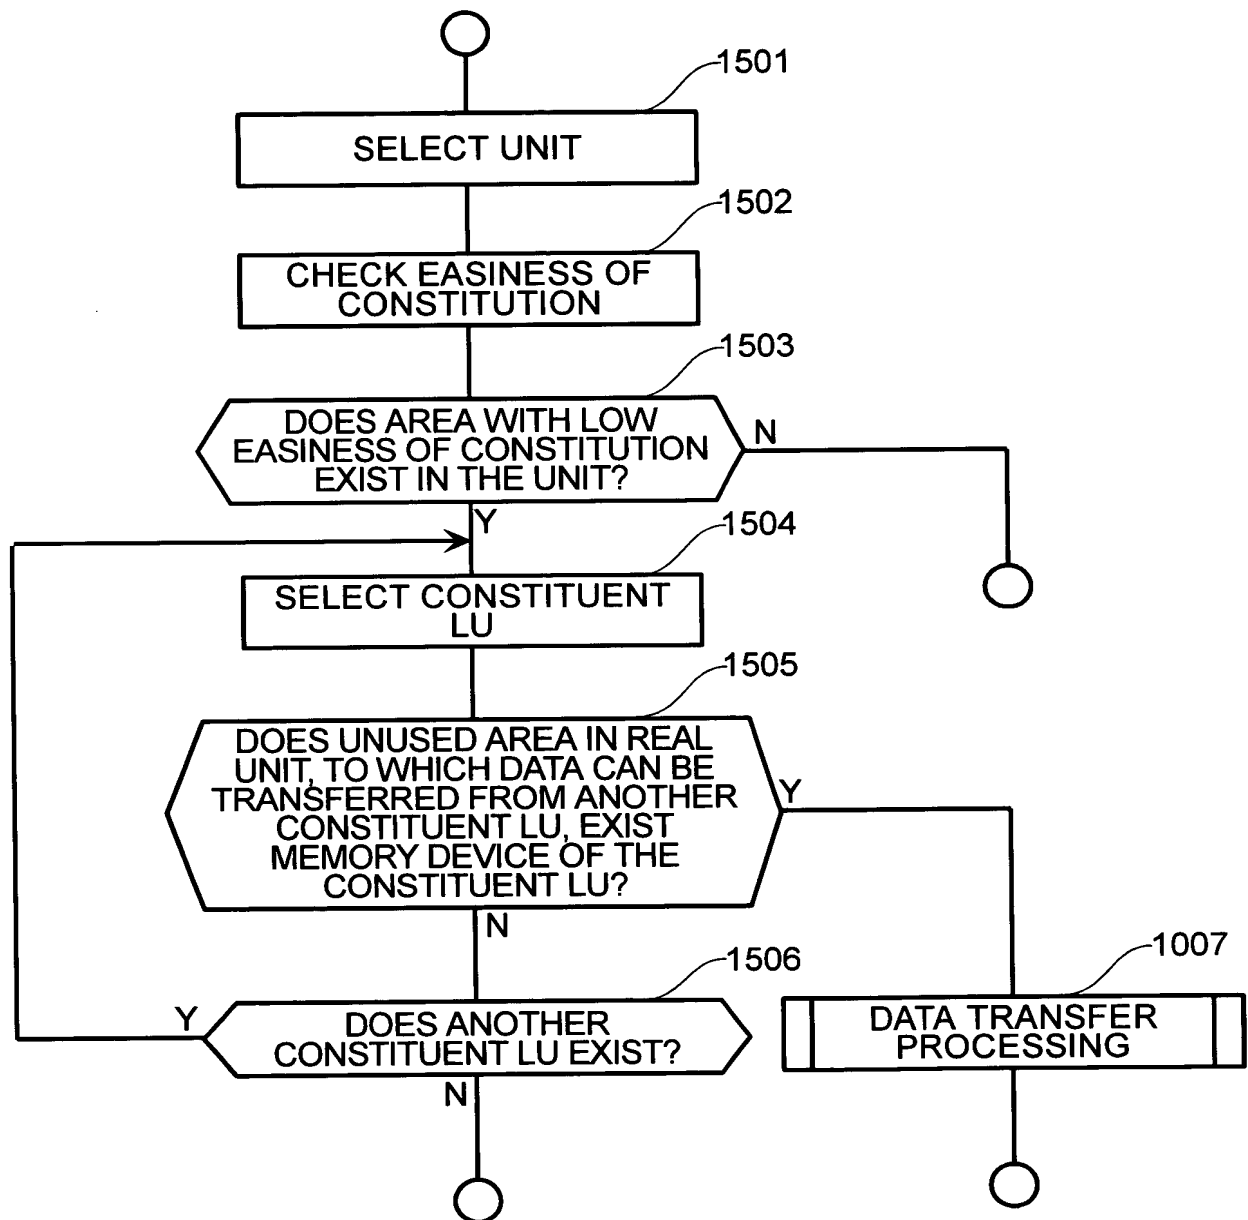 1501
SELECT UNIT
1502
CHECK EASINESS OF
CONSTITUTION
1503
DOES AREA WITH LOW
EASINESS OF CONSTITUTION
EXIST IN THE UNIT?
N
Y
1504
SELECT CONSTITUENT
LU
1505
DOES UNUSED AREA IN REAL
UNIT, TO WHICH DATA CAN BE
TRANSFERRED FROM ANOTHER
CONSTITUENT LU, EXIST
MEMORY DEVICE OF THE
CONSTITUENT LU?
Y
N
1506
1007
Y
DOES ANOTHER
CONSTITUENT LU EXIST?
DATA TRANSFER
PROCESSING
N